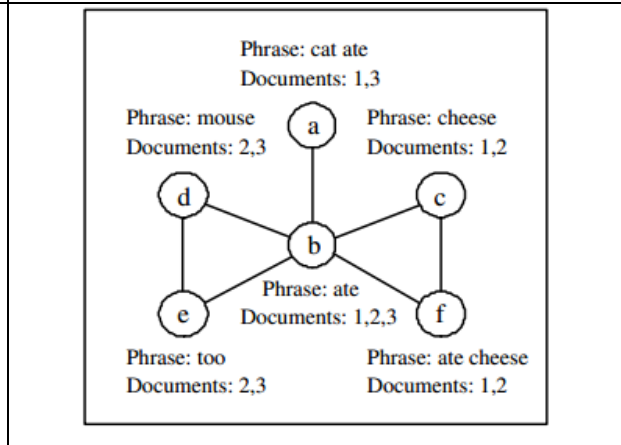 Phrase: cat ate
Documents: 1,3
Phrase: mouse
Documents: 2,3
a
Phrase: cheese
Documents: 1,2
d
c
b
Phrase: ate
Documents: 1,2,3
e
f
Phrase: too
Documents: 2,3
Phrase: ate cheese
Documents: 1,2